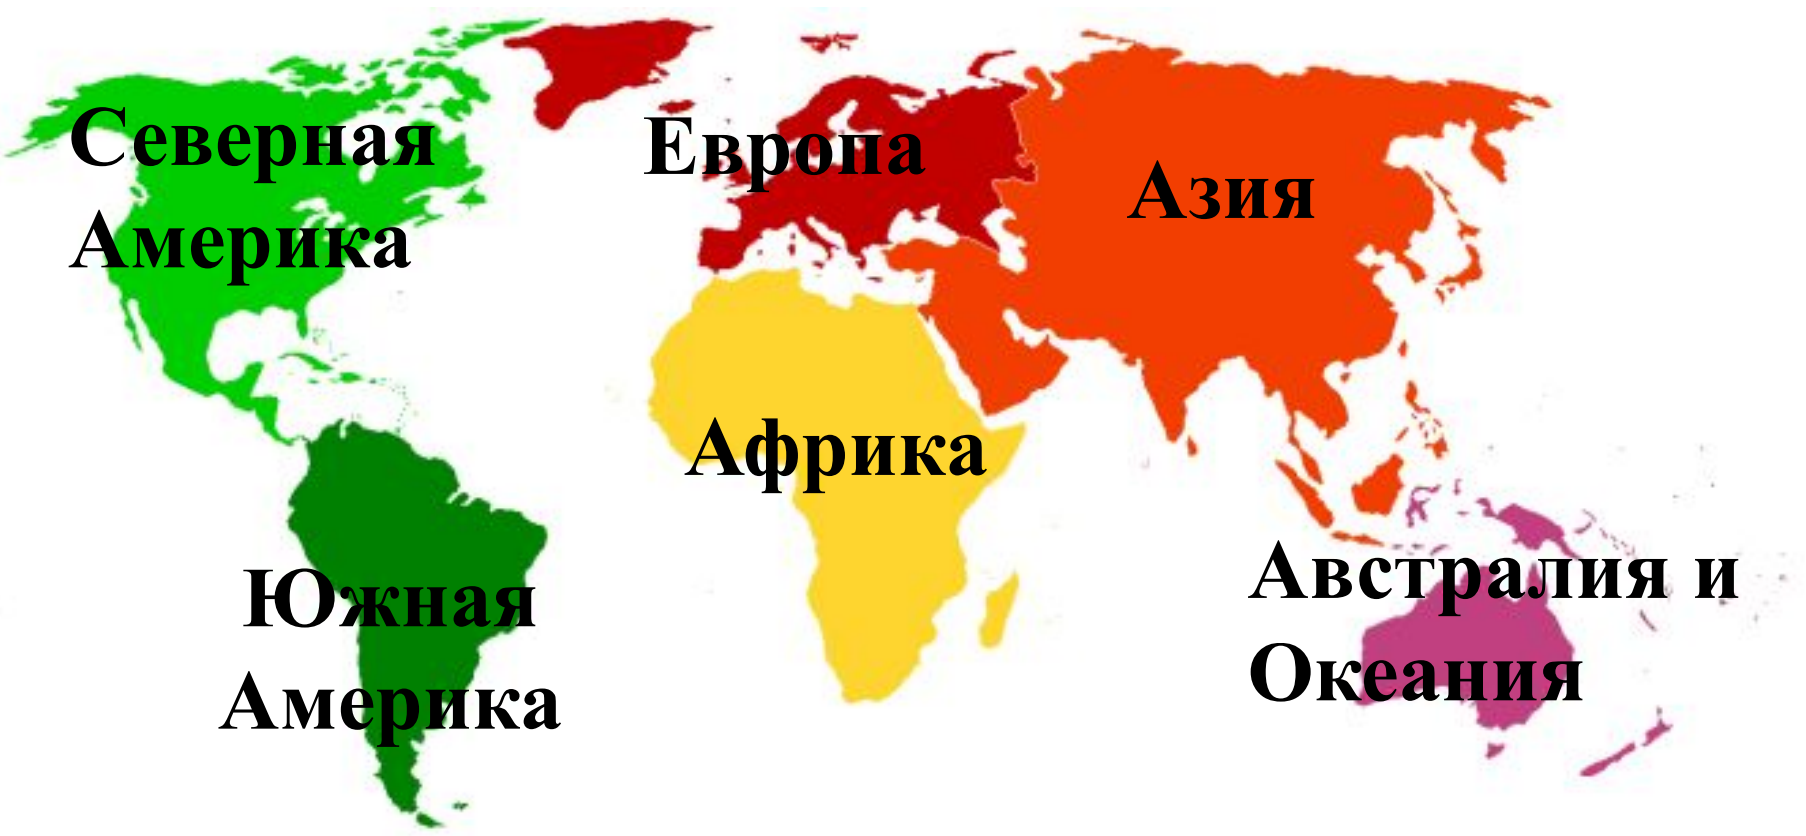 Северная
Америка
Европа
Азия
Африка
Южная
Америка
Австралия и
Океания